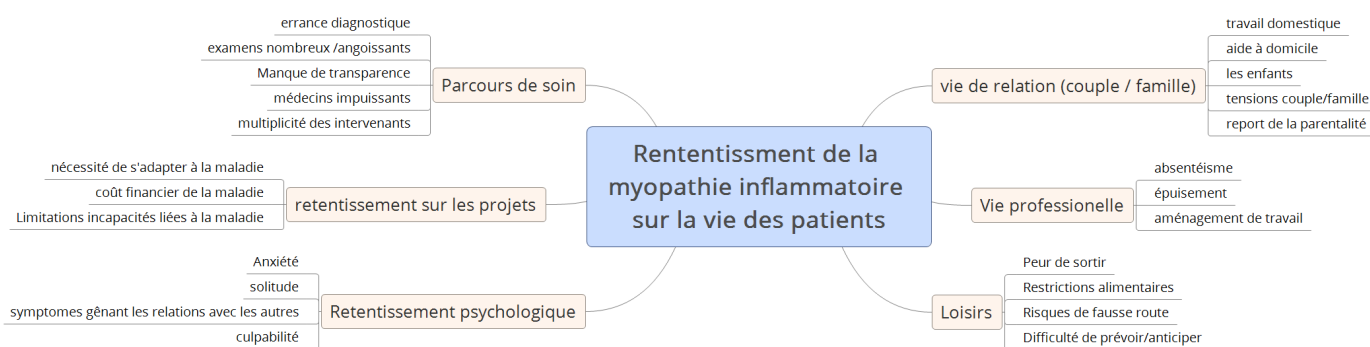 Rententissment de la
myopathie inflammatoire
sur la vie des patients
Parcours de soin
errance diagnostique
examens nombreux /angoissants
Manque de transparence
médecins impuissants
multiplicité des intervenants
retentissement sur les projets
nécessité de s'adapter à la maladie
coût financier de la maladie
Limitations incapacités liées à la maladie
Retentissement psychologique
Anxiété
solitude
symptomes gênant les relations avec les autres
culpabilité
vie de relation (couple / famille)
travail domestique
aide à domicile
les enfants
tensions couple/famille
report de la parentalité
Vie professionelle
absentéisme
épuisement
aménagement de travail
Loisirs
Peur de sortir
Restrictions alimentaires
Risques de fausse route
Difficulté de prévoir/anticiper